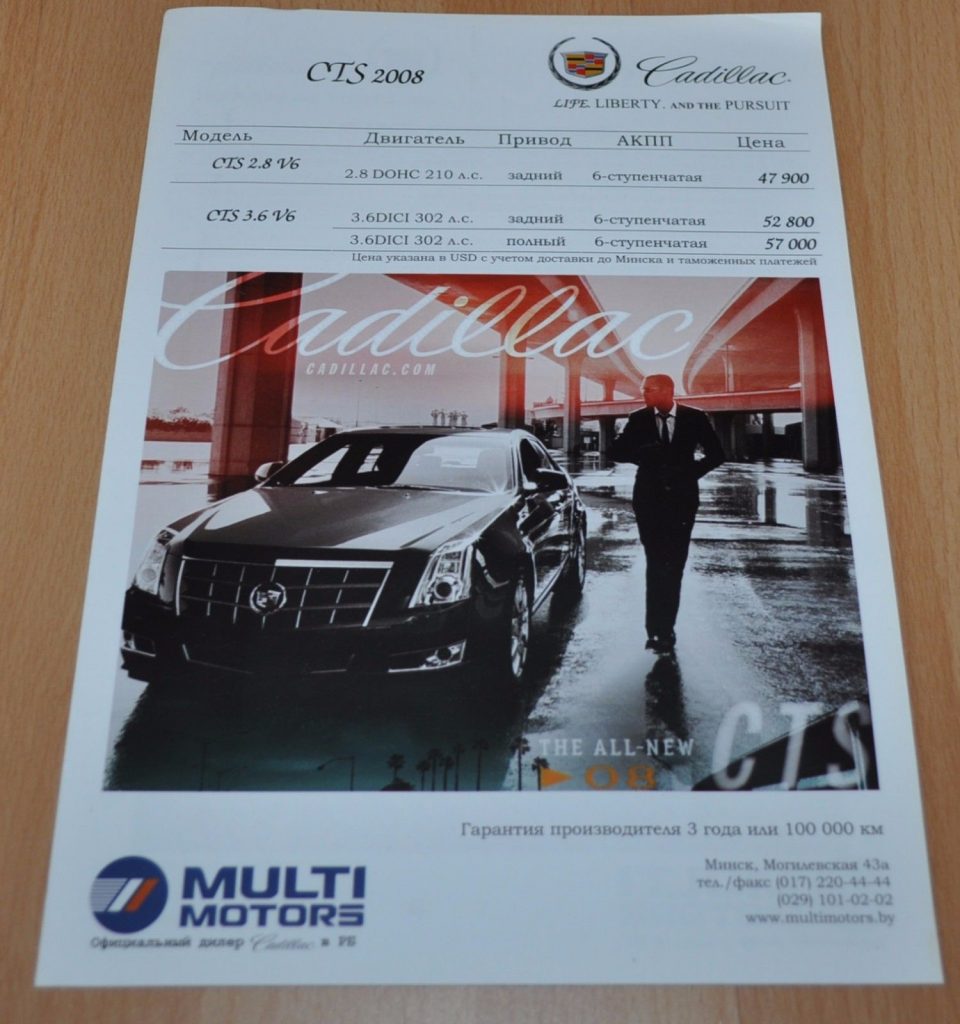 CTS 2008
Cadillac
LIFE. LIBERTY. AND THE PURSUIT
Модель Двигатель Привод АКПП Цена
CTS 2.8 V6
2.8 DOHC 210 л.с. задний 6-ступенчатая 47 900
CTS 3.6 V6 3.6DICI 302 л.с. задний 6-ступенчатая 52 800
3.6DICI 302 л.с. полный 6-ступенчатая 57 000
Цена указана в USD с учетом доставки до Минска и таможенных платежей
Cadillac
CADILLAC.COM
THE ALL-NEW CTS
08
Гарантия производителя 3 года или 100 000 км
MULTI
MOTORS
Официальный дилер Cadillac в РБ
Минск, Могилевская 43а
тел./факс (017) 220-44-44
(029) 101-02-02
www.multimotors.by